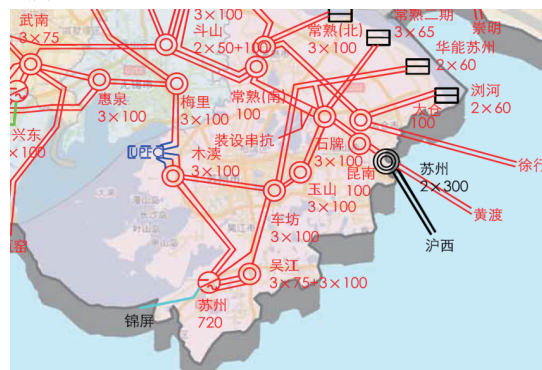 武南
3×75
3×100
斗山
2×50+100
常熟(北)
3×100
常熟二期
3×65
崇明
华能苏州
2×60
浏河
2×60
惠泉
3×100
梅里
3×100
常熟(南)
100
太仓
100
兴东
×100
装设串抗
石牌
3×100
木渎
3×100
昆南
100
苏州
2×300
徐行
玉山
3×100
黄渡
车坊
3×100
沪西
窑
吴江
3×75+3×100
苏州
720
锦屏